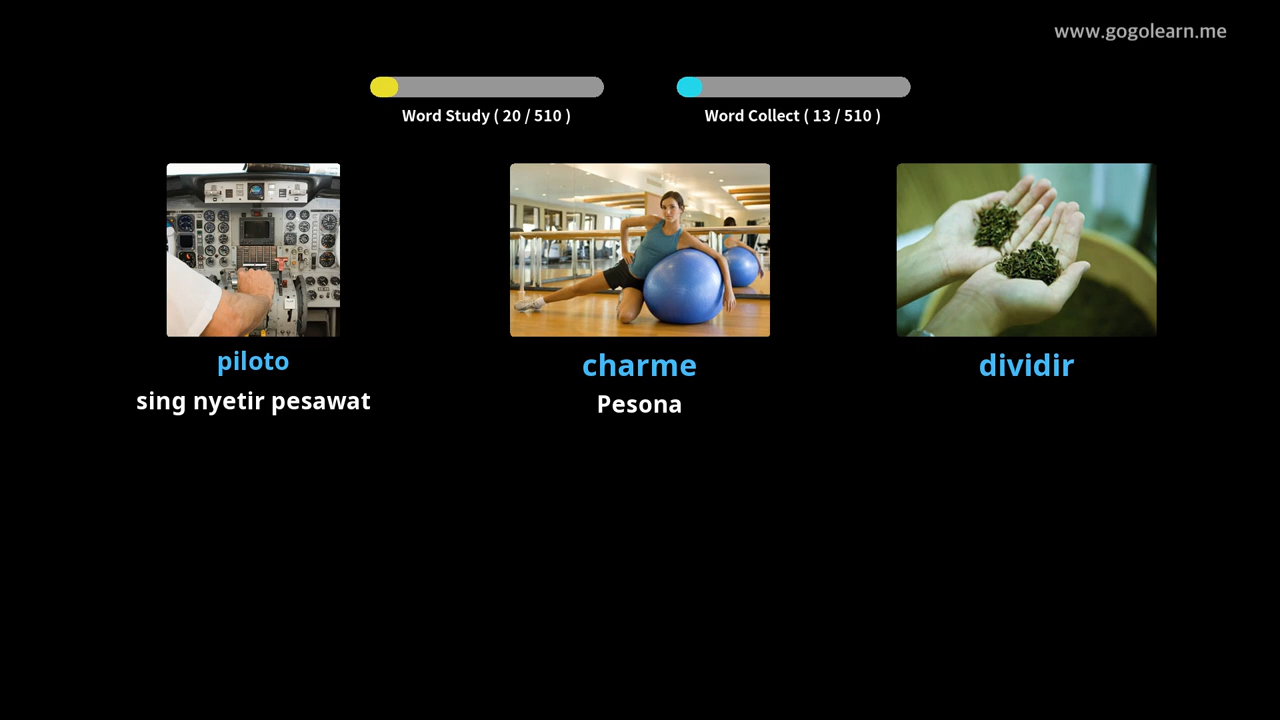 www.gogolearn.me
Word Study ( 20 / 510 )
Word Collect ( 13 / 510 )
piloto
charme
dividir
sing nyetir pesawat
Pesona